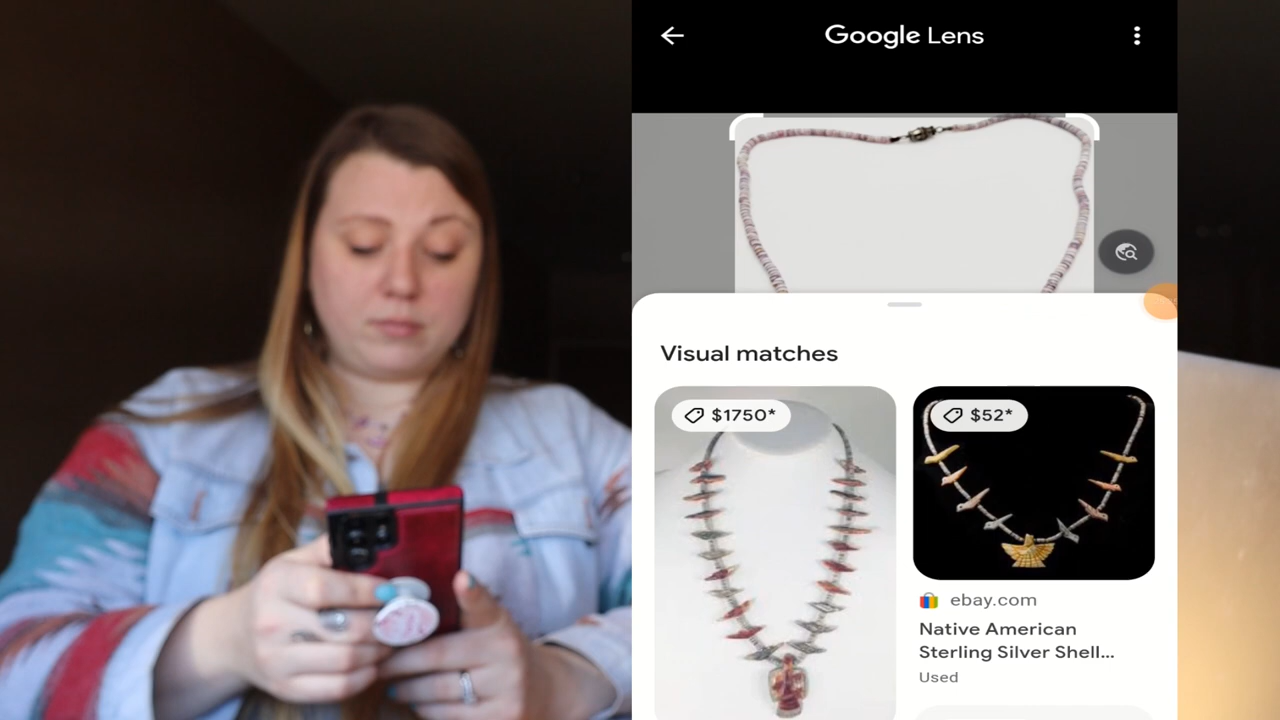 Google Lens
Visual matches
$1750*
$52*
ebay.com
Native American
Sterling Silver Shell...
Used